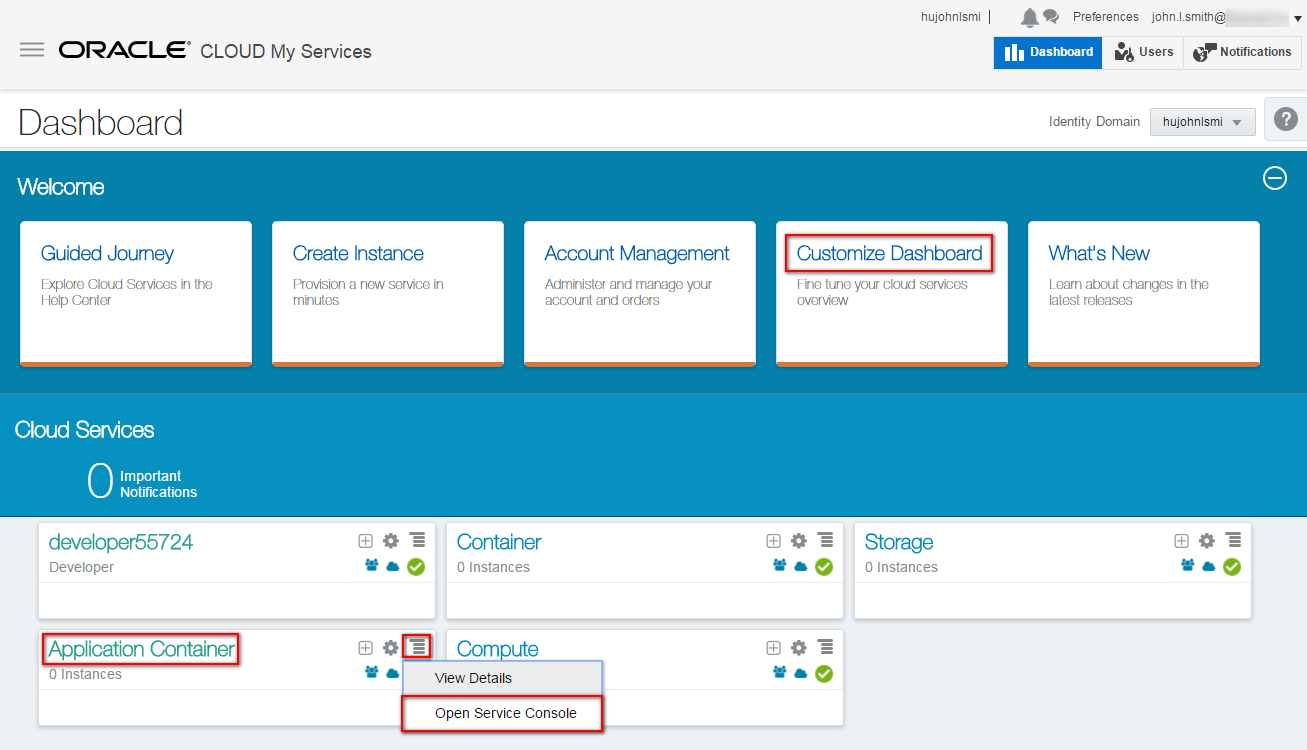 hujohnlsmi
Preferences
john.l.smith@
ORACLE® CLOUD My Services
Dashboard
Users
Notifications
Dashboard
Identity Domain
hujohnlsmi
?
Welcome
Guided Journey
Explore Cloud Services in the
Help Center
Create Instance
Provision a new service in
minutes
Account Management
Administer and manage your
account and orders
Customize Dashboard
Fine tune your cloud services
overview
What's New
Learn about changes in the
latest releases
Cloud Services
0
Important
Notifications
developer55724
Developer
Container
0 Instances
Storage
0 Instances
Application Container
0 Instances
Compute
View Details
Open Service Console